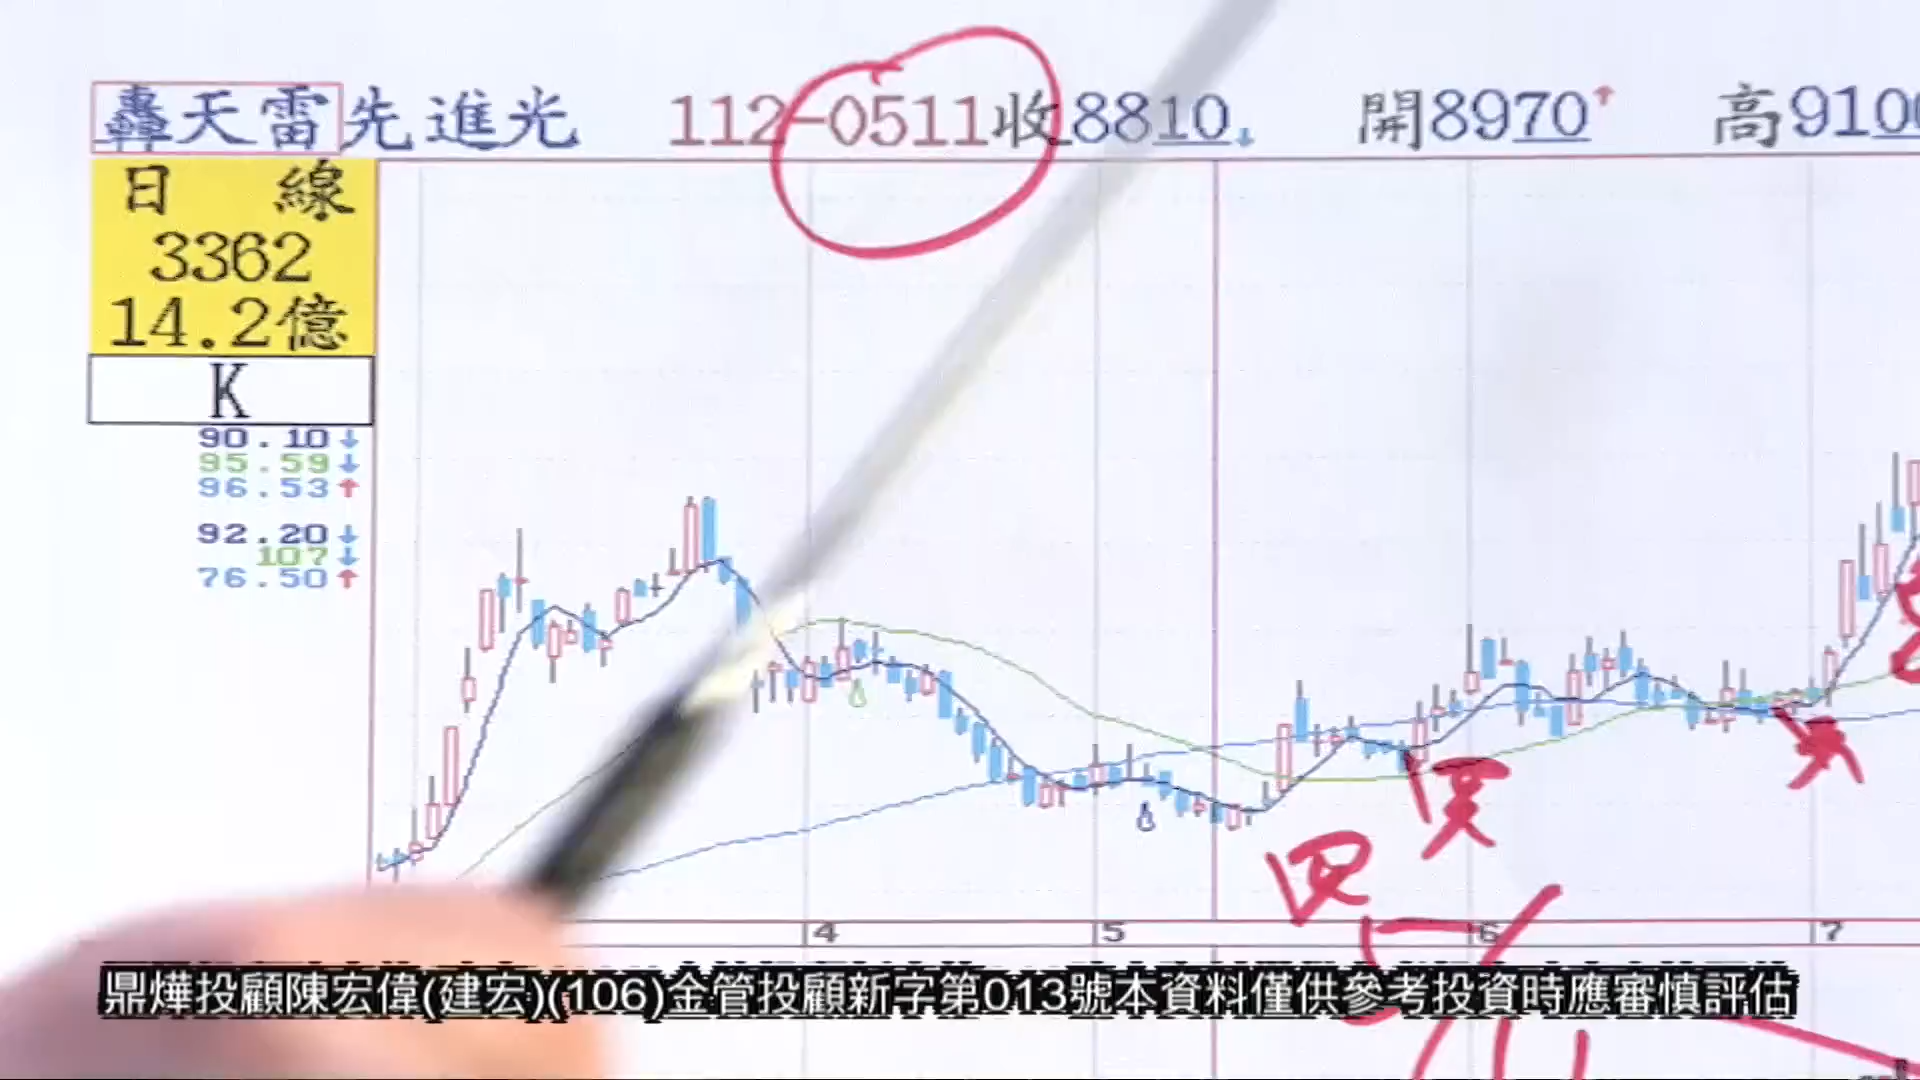 轟天雷先進光 112-0511收8810↓ 開8970↑ 高9100
日 線
3362
14.2億
K
90.10↓
95.59↓
96.53↑
92.20↓
107↓
76.50↑
買
買
4 5 6 7
鼎燁投顧陳宏偉(建宏)(106)金管投顧新字第013號本資料僅供參考投資時應審慎評估